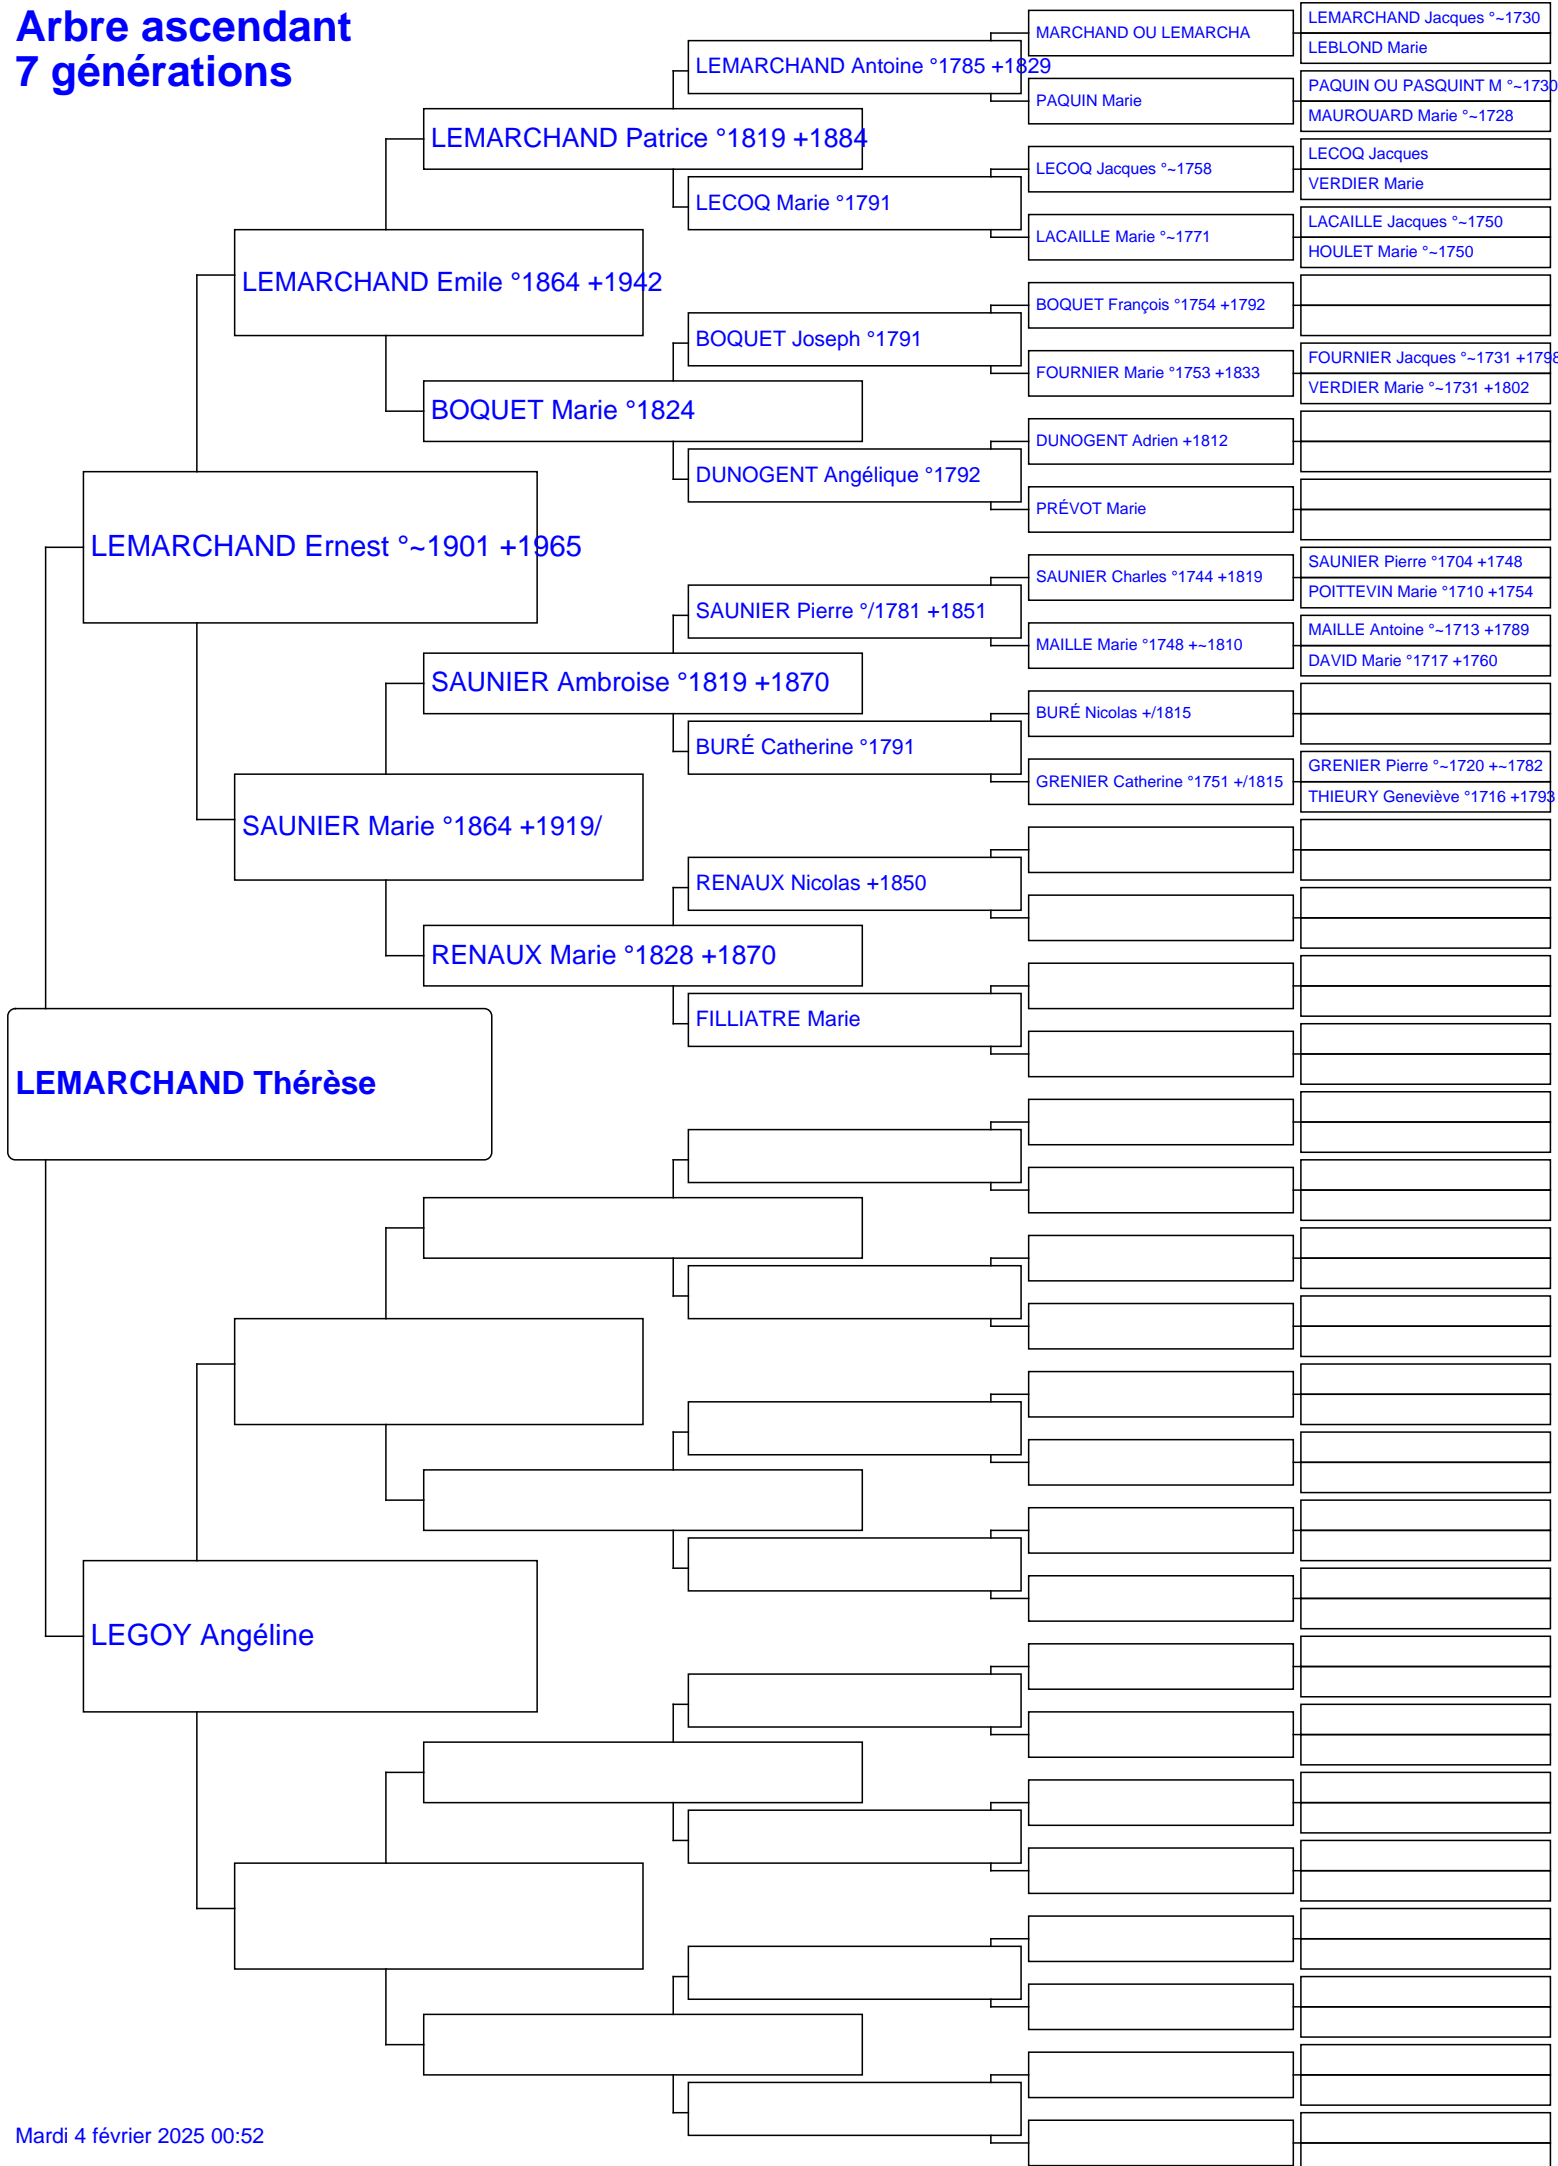 Arbre ascendant
7 générations
LEMARCHAND Jacques °~1730
MARCHAND OU LEMARCHA
LEBLOND Marie
LEMARCHAND Antoine °1785 +1829
PAQUIN OU PASQUINT M °~1730
PAQUIN Marie
MAUROUARD Marie °~1728
LEMARCHAND Patrice °1819 +1884
LECOQ Jacques
LECOQ Jacques °~1758
VERDIER Marie
LECOQ Marie °1791
LACAILLE Jacques °~1750
LACAILLE Marie °~1771
HOULET Marie °~1750
LEMARCHAND Emile °1864 +1942
BOQUET François °1754 +1792
BOQUET Joseph °1791
FOURNIER Jacques °~1731 +1798
FOURNIER Marie °1753 +1833
VERDIER Marie °~1731 +1802
BOQUET Marie °1824
DUNOGENT Adrien +1812
DUNOGENT Angélique °1792
PRÉVOT Marie
LEMARCHAND Ernest °~1901 +1965
SAUNIER Pierre °1704 +1748
SAUNIER Charles °1744 +1819
POITTEVIN Marie °1710 +1754
SAUNIER Pierre °/1781 +1851
MAILLE Antoine °~1713 +1789
MAILLE Marie °1748 +~1810
DAVID Marie °1717 +1760
SAUNIER Ambroise °1819 +1870
BURÉ Nicolas +/1815
BURÉ Catherine °1791
GRENIER Pierre °~1720 +~1782
GRENIER Catherine °1751 +/1815
THIEURY Geneviève °1716 +1793
SAUNIER Marie °1864 +1919/
RENAUX Nicolas +1850
RENAUX Marie °1828 +1870
FILLIATRE Marie
LEMARCHAND Thérèse
LEGOY Angéline
Mardi 4 février 2025 00:52